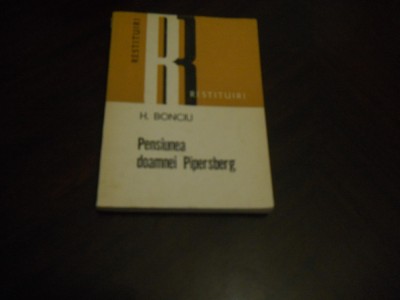 RESTITUIRI
R
RESTITUIRI
H. BONCIU
Pensiunea
doamnei Pipersberg